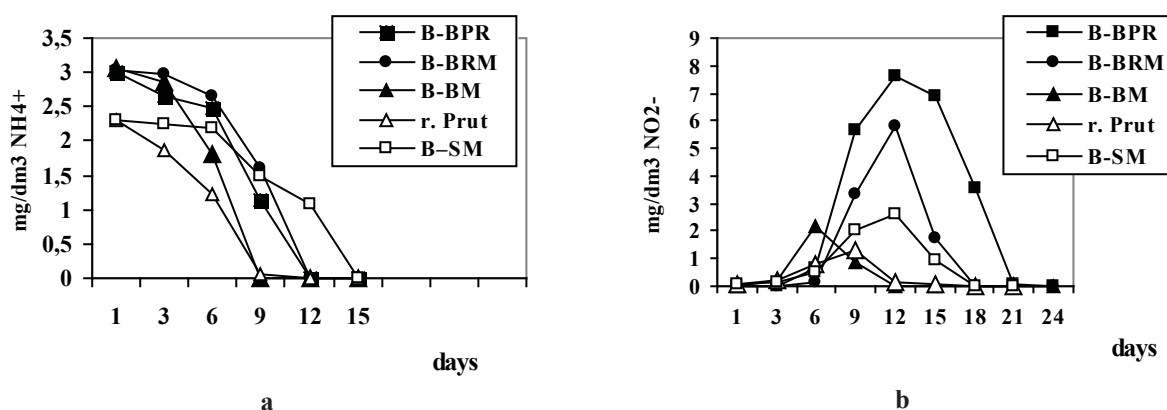 mg/dm3 NH4+
3,5
3
2,5
2
1,5
1
0,5
0
1 3 6 9 12 15
days
B-BPR
B-BRM
B-BM
r. Prut
B–SM
a
mg/dm3 NO2-
9
8
7
6
5
4
3
2
1
0
1 3 6 9 12 15 18 21 24
days
B-BPR
B-BRM
B-BM
r. Prut
B-SM
b